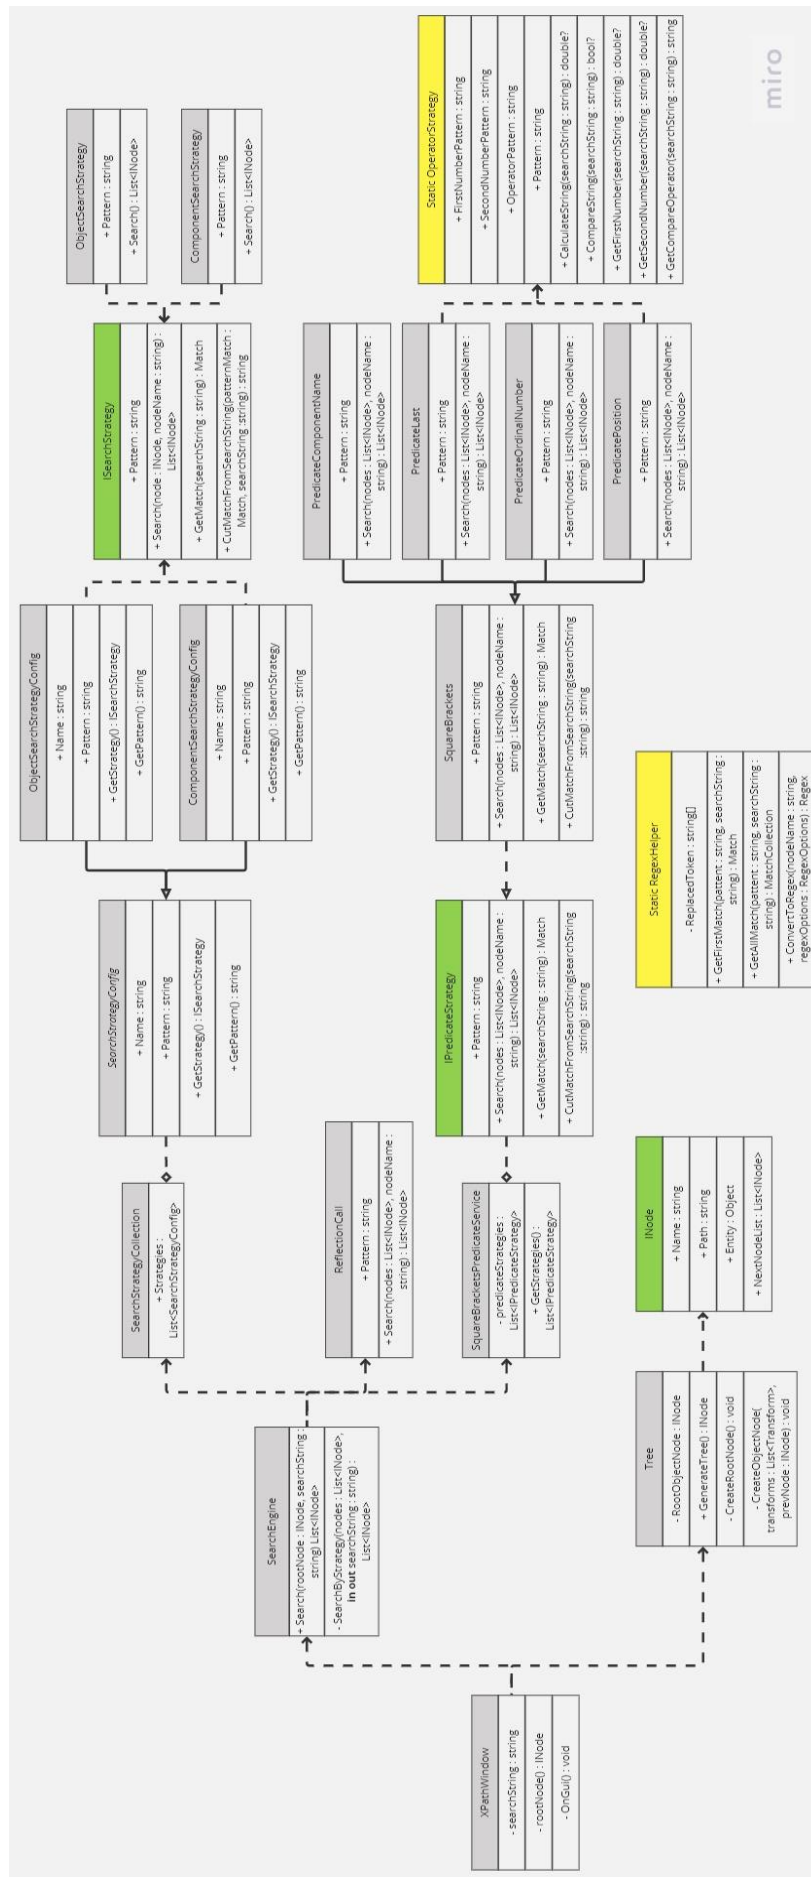 miro
ObjectSearchStrategy
+ Pattern : string
+ Search() : List<INode>
ComponentSearchStrategy
+ Pattern : string
+ Search() : List<INode>
Static OperatorStrategy
+ FirstNumberPattern : string
+ SecondNumberPattern : string
+ OperatorPattern : string
+ Pattern : string
+ CalculateString(searchString : string) : double?
+ CompareString(searchString : string) : bool?
+ GetFirstNumber(searchString : string) : double?
+ GetSecondNumber(searchString : string) : double?
+ GetCompareOperator(searchString : string) : string
ISearchStrategy
+ Pattern : string
+ Search(node : INode, nodeName : string) :
List<INode>
+ GetMatch(searchString : string) : Match
+ CutMatchFromSearchString(patternMatch :
Match, searchString :string) : string
PredicateComponentName
+ Pattern : string
+ Search(nodes : List<INode>, nodeName :
string) : List<INode>
PredicateLast
+ Pattern : string
+ Search(nodes : List<INode>, nodeName :
string) : List<INode>
PredicateOrdinalNumber
+ Pattern : string
+ Search(nodes : List<INode>, nodeName :
string) : List<INode>
PredicatePosition
+ Pattern : string
+ Search(nodes : List<INode>, nodeName :
string) : List<INode>
ObjectSearchStrategyConfig
+ Name : string
+ Pattern : string
+ GetStrategy() : ISearchStrategy
+ GetPattern() : string
ComponentSearchStrategyConfig
+ Name : string
+ Pattern : string
+ GetStrategy() : ISearchStrategy
+ GetPattern() : string
SquareBrackets
+ Pattern : string
+ Search(nodes : List<INode>, nodeName :
string) : List<INode>
+ GetMatch(searchString : string) : Match
+ CutMatchFromSearchString(searchString
:string) : string
SearchStrategyConfig
+ Name : string
+ Pattern : string
+ GetStrategy() : ISearchStrategy
+ GetPattern() : string
IPredicateStrategy
+ Pattern : string
+ Search(nodes : List<INode>, nodeName :
string) : List<INode>
+ GetMatch(searchString : string) : Match
+ CutMatchFromSearchString(searchString
:string) : string
Static RegexHelper
- ReplacedToken : string[]
+ GetFirstMatch(pattent : string, searchString :
string) : Match
+ GetAllMatch(pattent : string, searchString :
string) : MatchCollection
+ ConvertToRegex(nodeName : string,
regexOptions : RegexOptions) : Regex
SearchStrategyCollection
+ Strategies :
List<SearchStrategyConfig>
ReflectionCall
+ Pattern : string
+ Search(nodes : List<INode>, nodeName :
string) : List<INode>
SquareBracketsPredicateService
- predicateStrategies :
List<IPredicateStrategy>
+ GetStrategies() :
List<IPredicateStrategy>
INode
+ Name : string
+ Path : string
+ Entity : Object
+ NextNodeList : List<INode>
SearchEngine
+ Search(rootNode : INode, searchString :
string) List<INode>
- SearchByStrategy(nodes : List<INode>,
in out searchString : string) :
List<INode>
Tree
- RootObjectNode : INode
+ GenerateTree() : INode
- CreateRootNode() : void
- CreateObjectNode(
transforms : List<Transform>,
prevNode : INode) : void
XPathWindow
- searchString : string
- rootNode() : INode
- OnGui() : void